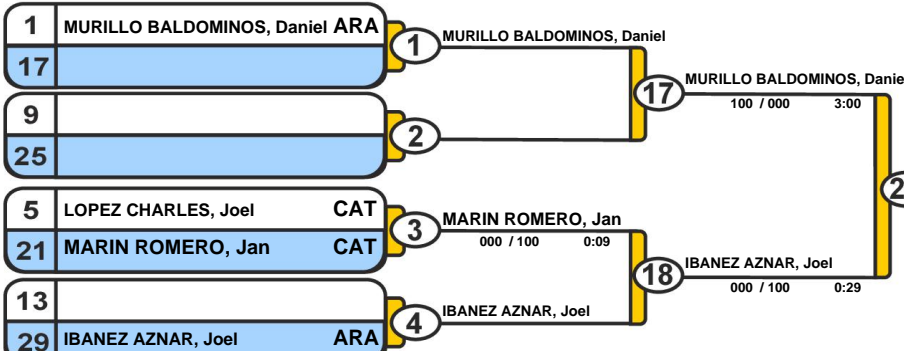 1 MURILLO BALDOMINOS, Daniel ARA
17
1 MURILLO BALDOMINOS, Daniel
9
25
2
17 MURILLO BALDOMINOS, Danie
100 / 000 3:00
5 LOPEZ CHARLES, Joel CAT
21 MARIN ROMERO, Jan CAT
3 MARIN ROMERO, Jan
000 / 100 0:09
13
29 IBANEZ AZNAR, Joel ARA
4 IBANEZ AZNAR, Joel
18 IBANEZ AZNAR, Joel
000 / 100 0:29